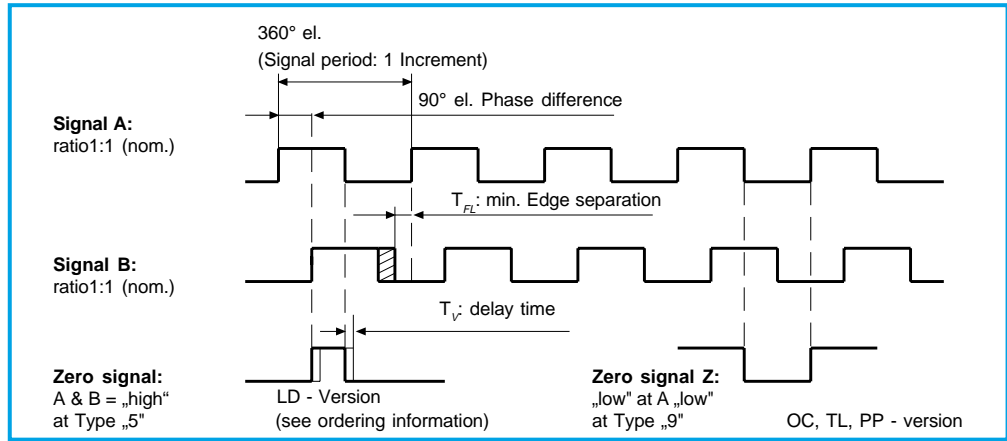 360° el.
(Signal period: 1 Increment)
90° el. Phase difference
Signal A:
ratio1:1 (nom.)
TFL: min. Edge separation
Signal B:
ratio1:1 (nom.)
TV: delay time
Zero signal:
A & B = „high“
at Type „5"
LD - Version
(see ordering information)
Zero signal Z:
„low" at A „low"
at Type „9"
OC, TL, PP - version